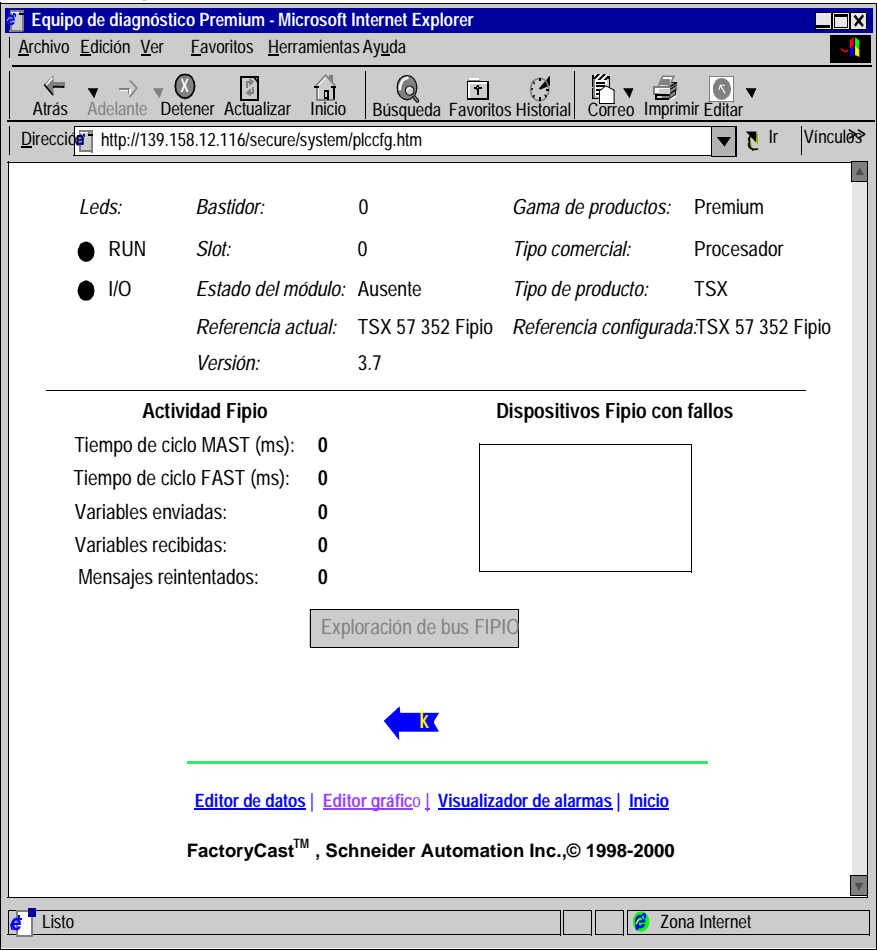 Equipo de diagnóstico Premium - Microsoft Internet Explorer
Archivo Edición Ver Favoritos Herramientas Ayuda
Atrás Adelante Detener Actualizar Inicio Búsqueda Favoritos Historial Correo Imprimir Editar
Dirección http://139.158.12.116/secure/system/plccfg.htm Ir Vínculos
Leds: Bastidor: 0 Gama de productos: Premium
RUN Slot: 0 Tipo comercial: Procesador
I/O Estado del módulo: Ausente Tipo de producto: TSX
Referencia actual: TSX 57 352 Fipio Referencia configurada:TSX 57 352 Fipio
Versión: 3.7
Actividad Fipio Dispositivos Fipio con fallos
Tiempo de ciclo MAST (ms): 0
Tiempo de ciclo FAST (ms): 0
Variables enviadas: 0
Variables recibidas: 0
Mensajes reintentados: 0
Exploración de bus FIPIO
k
Editor de datos | Editor gráfico | Visualizador de alarmas | Inicio
FactoryCast™ , Schneider Automation Inc.,© 1998-2000
Listo Zona Internet